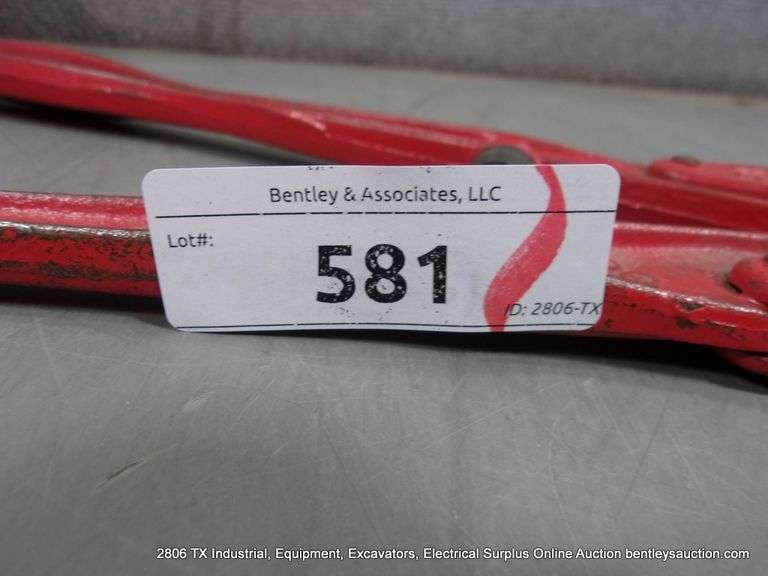 Bentley & Associates, LLC
Lot#:
581
ID: 2806-TX
2806 TX Industrial, Equipment, Excavators, Electrical Surplus Online Auction bentleysauction.com